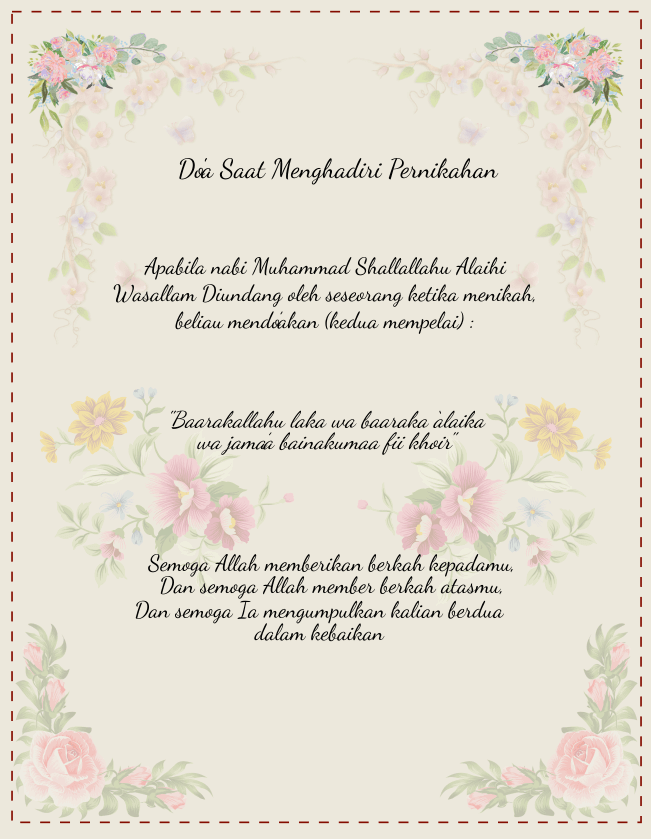 Do'a Saat Menghadiri Pernikahan
Apabila nabi Muhammad Shallallahu Alaihi
Wasallam Diundang oleh seseorang ketika menikah,
beliau mendo'akan (kedua mempelai) :
"Baarakallahu laka wa baaraka a'laika
wa jama'a bainakumaa fii khoir"
Semoga Allah memberikan berkah kepadamu,
Dan semoga Allah member berkah atasmu,
Dan semoga Ia mengumpulkan kalian berdua
dalam kebaikan